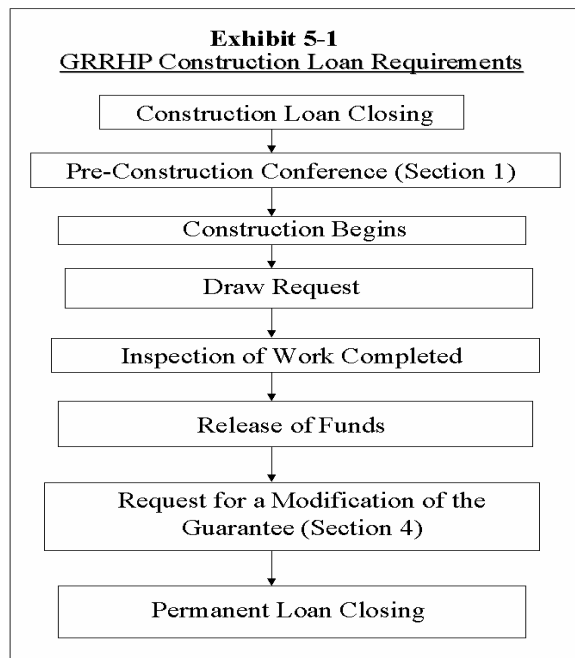 Exhibit 5-1
GRRHP Construction Loan Requirements
Construction Loan Closing
Pre-Construction Conference (Section 1)
Construction Begins
Draw Request
Inspection of Work Completed
Release of Funds
Request for a Modification of the
Guarantee (Section 4)
Permanent Loan Closing